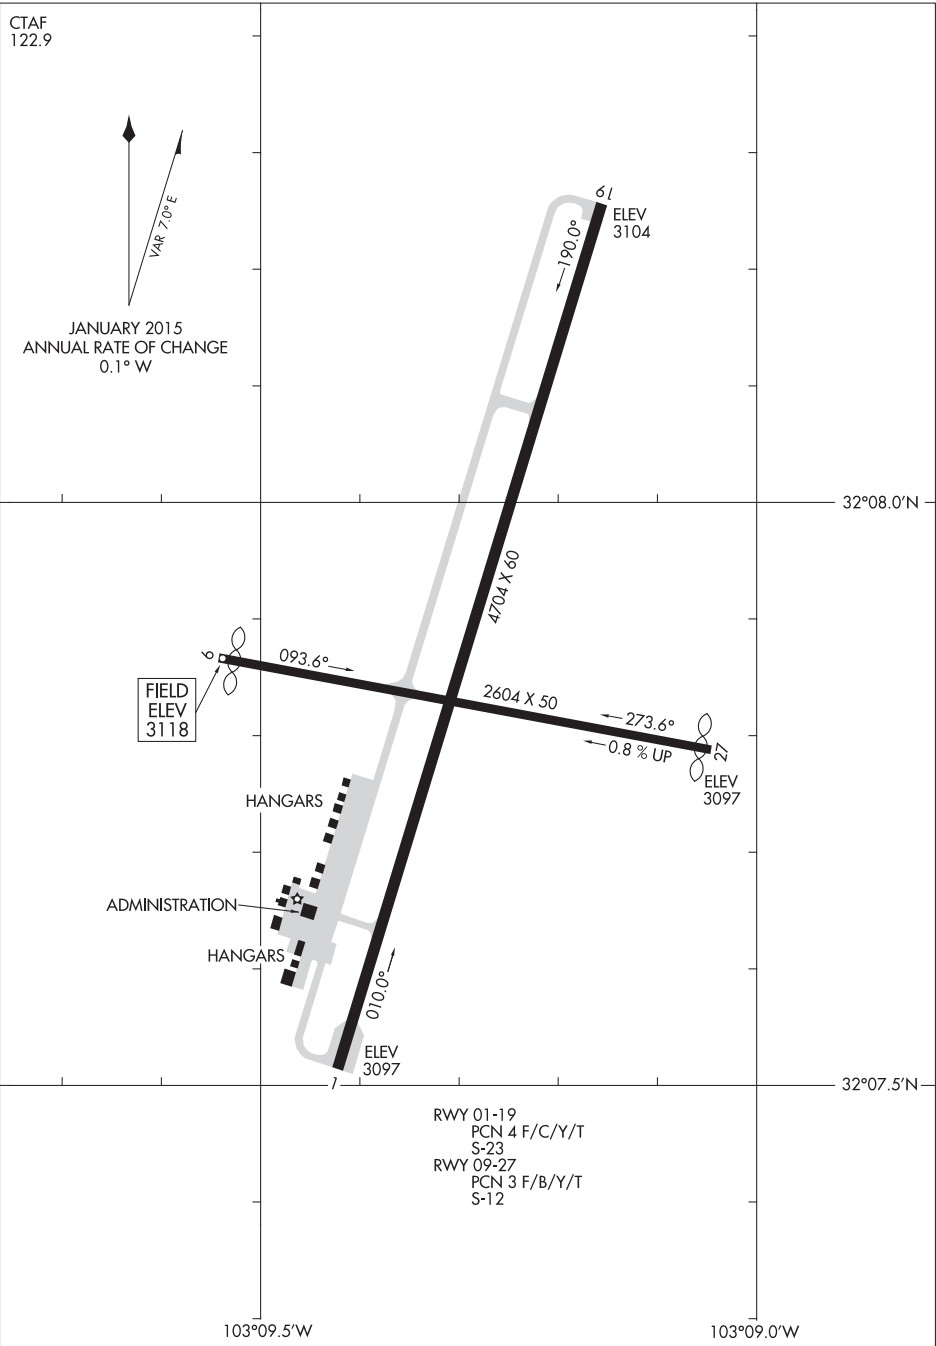 CTAF
122.9
VAR 7.0° E
JANUARY 2015
ANNUAL RATE OF CHANGE
0.1° W
19
ELEV
3104
190.0°
32°08.0'N
4704 X 60
9
093.6°
FIELD
ELEV
3118
2604 X 50
273.6°
0.8 % UP
27
ELEV
3097
HANGARS
ADMINISTRATION
HANGARS
010.0°
ELEV
3097
1
32°07.5'N
RWY 01-19
PCN 4 F/C/Y/T
S-23
RWY 09-27
PCN 3 F/B/Y/T
S-12
103°09.5'W
103°09.0'W